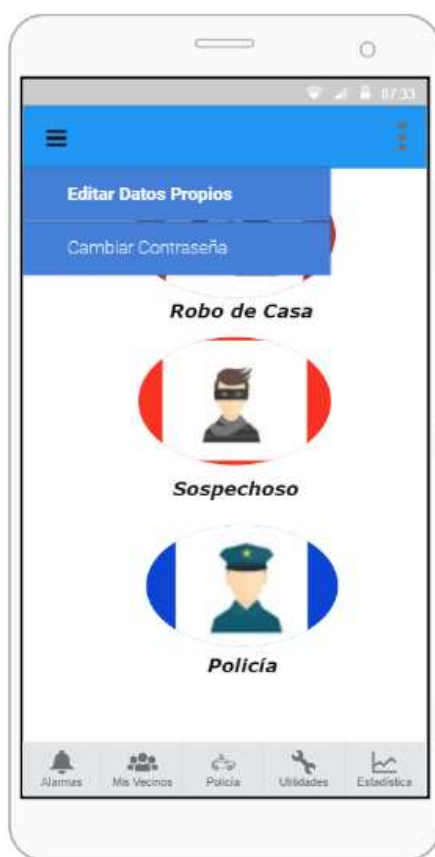 07:33
Editar Datos Propios
Cambiar Contraseña
Robo de Casa
Sospechoso
Policía
Alarmas Mis Vecinos Policía Utilidades Estadística